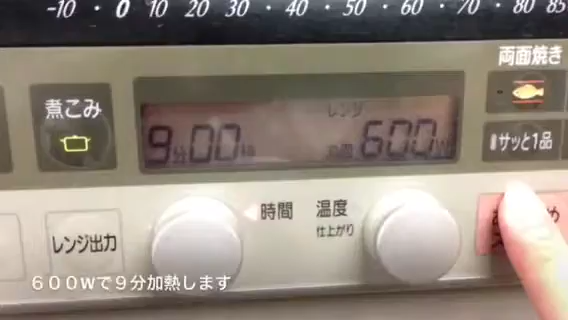 -10 • 0 10 20 30 • 40 • 50 • 60 • 70 • 80 85
両面焼き
煮こみ
レンジ
9分00秒 600W
サッと1品
時間 温度
仕上がり
レンジ出力
600Wで9分加熱します